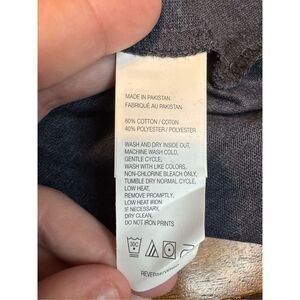 MADE IN PAKISTAN
FABRIQUÉ AU PAKISTAN
60% COTTON / COTON
40% POLYESTER / POLYESTER
WASH AND DRY INSIDE OUT,
MACHINE WASH COLD,
GENTLE CYCLE,
WASH WITH LIKE COLORS,
NON-CHLORINE BLEACH ONLY,
TUMBLE DRY NORMAL CYCLE,
LOW HEAT,
REMOVE PROMPTLY,
LOW HEAT IRON
IF NECESSARY,
DRY CLEAN,
DO NOT IRON PRINTS
30C